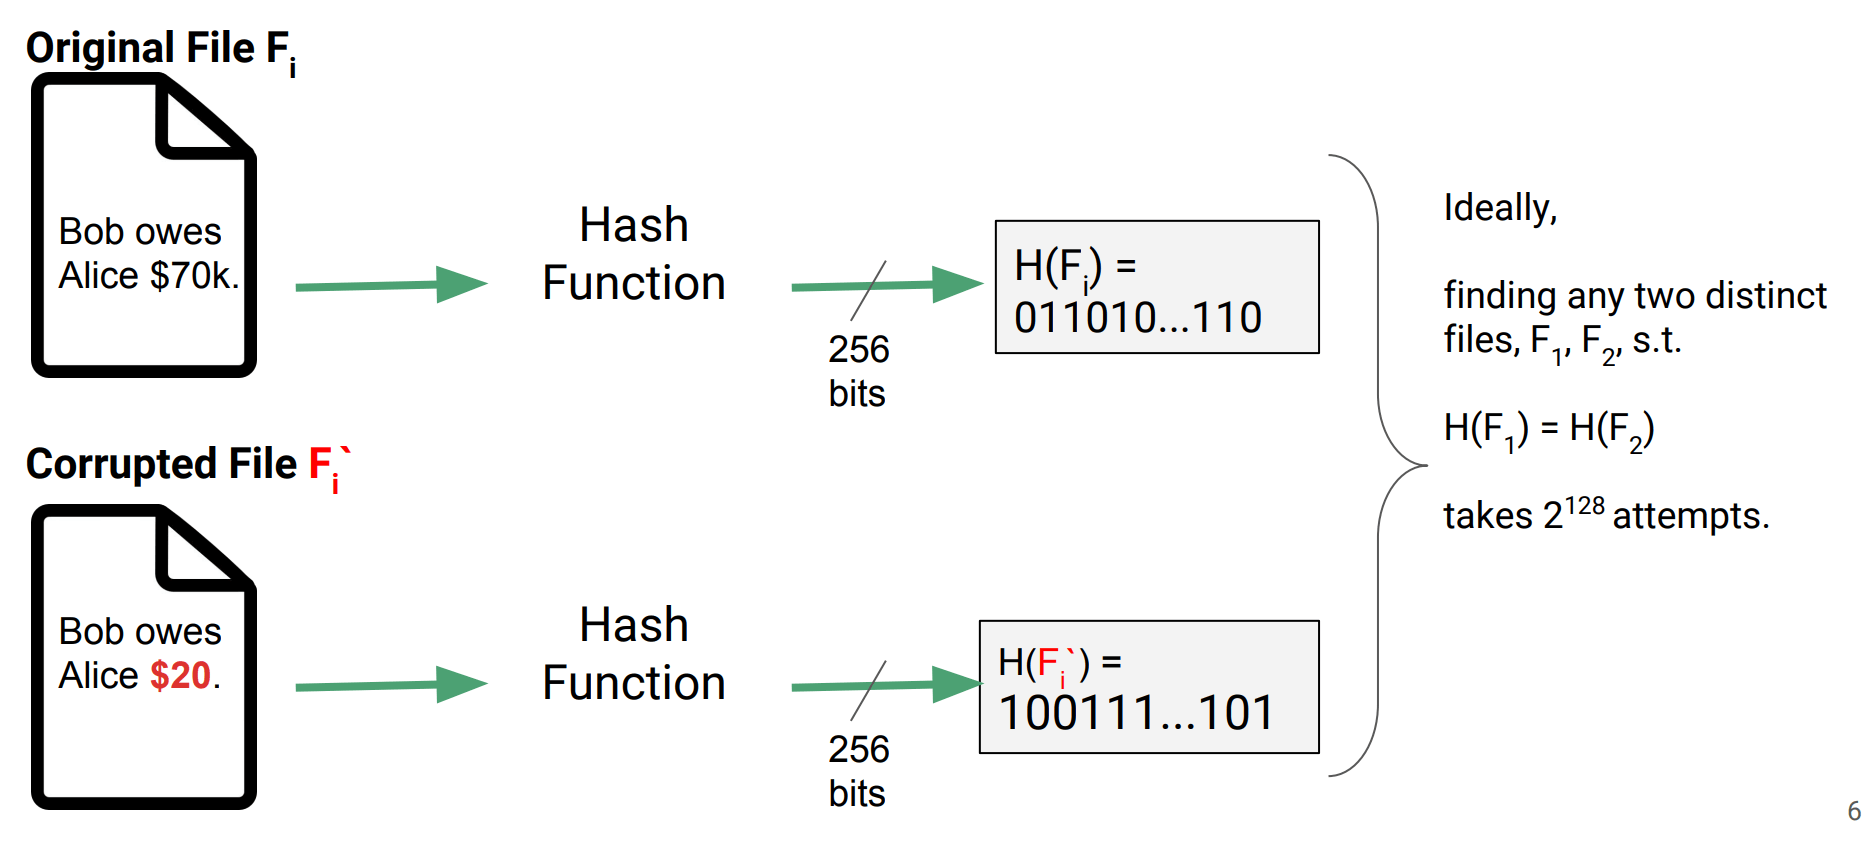 Original File Fi
Bob owes
Alice $70k.
Hash
Function
256
bits
H(Fi) =
011010...110
Corrupted File Fi`
Bob owes
Alice $20.
Hash
Function
256
bits
H(Fi`) =
100111...101
Ideally,
finding any two distinct
files, F1, F2, s.t.
H(F1) = H(F2)
takes 2^128 attempts.
6